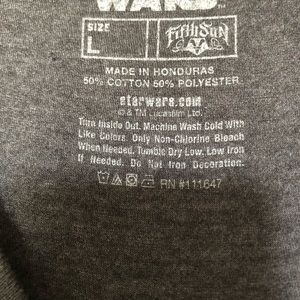 WARS
SIZE
L
FIFTH SUN
MADE IN HONDURAS
50% COTTON 50% POLYESTER
starwars.com
© & TM Lucasfilm Ltd.
Turn Inside Out. Machine Wash Cold With
Like Colors. Only Non-Chlorine Bleach
When Needed. Tumble Dry Low. Low Iron
If Needed. Do Not Iron Decoration.
RN #111647